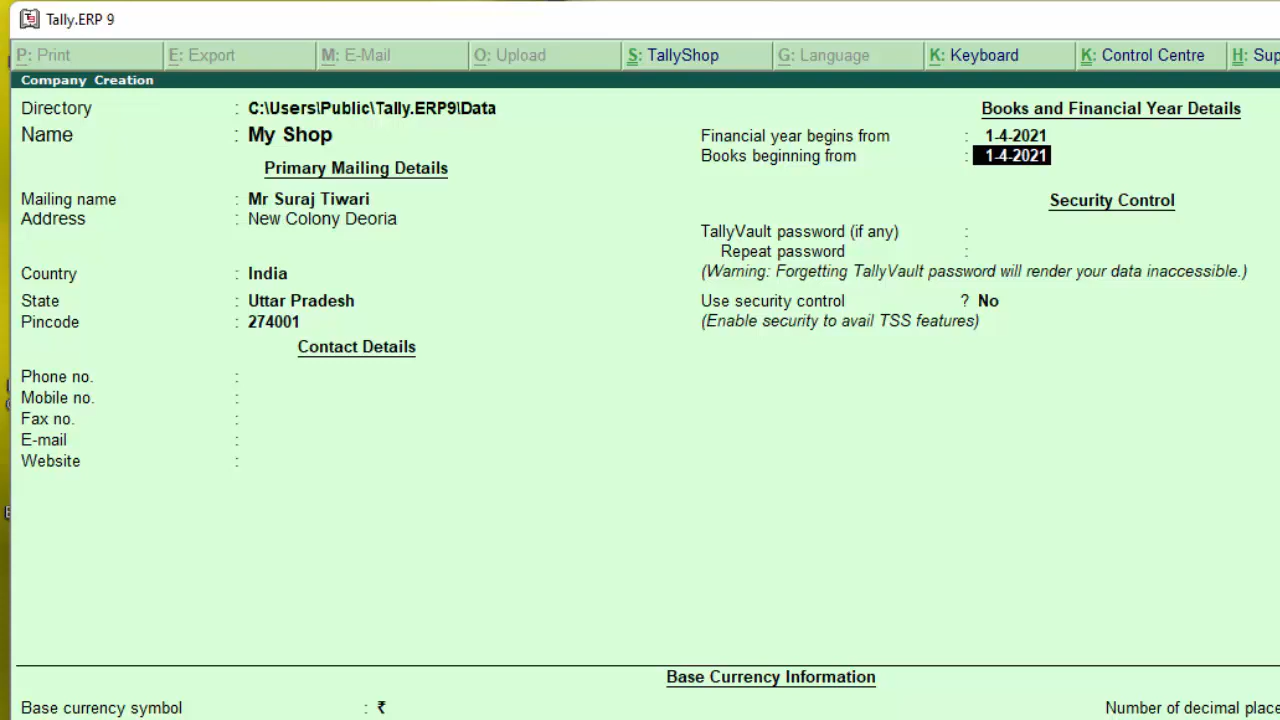 Tally.ERP 9
P: Print E: Export M: E-Mail O: Upload S: TallyShop G: Language K: Keyboard K: Control Centre H:
Company Creation
Directory : C:\Users\Public\Tally.ERP9\Data
Name : My Shop
Primary Mailing Details
Mailing name : Mr Suraj Tiwari
Address : New Colony Deoria
Country : India
State : Uttar Pradesh
Pincode : 274001
Contact Details
Phone no. :
Mobile no. :
Fax no. :
E-mail :
Website :
Books and Financial Year Details
Financial year begins from : 1-4-2021
Books beginning from : 1-4-2021
Security Control
TallyVault password (if any) :
Repeat password :
(Warning: Forgetting TallyVault password will render your data inaccessible.)
Use security control ? No
(Enable security to avail TSS features)
Base Currency Information
Base currency symbol : ₹
Number of decimal place